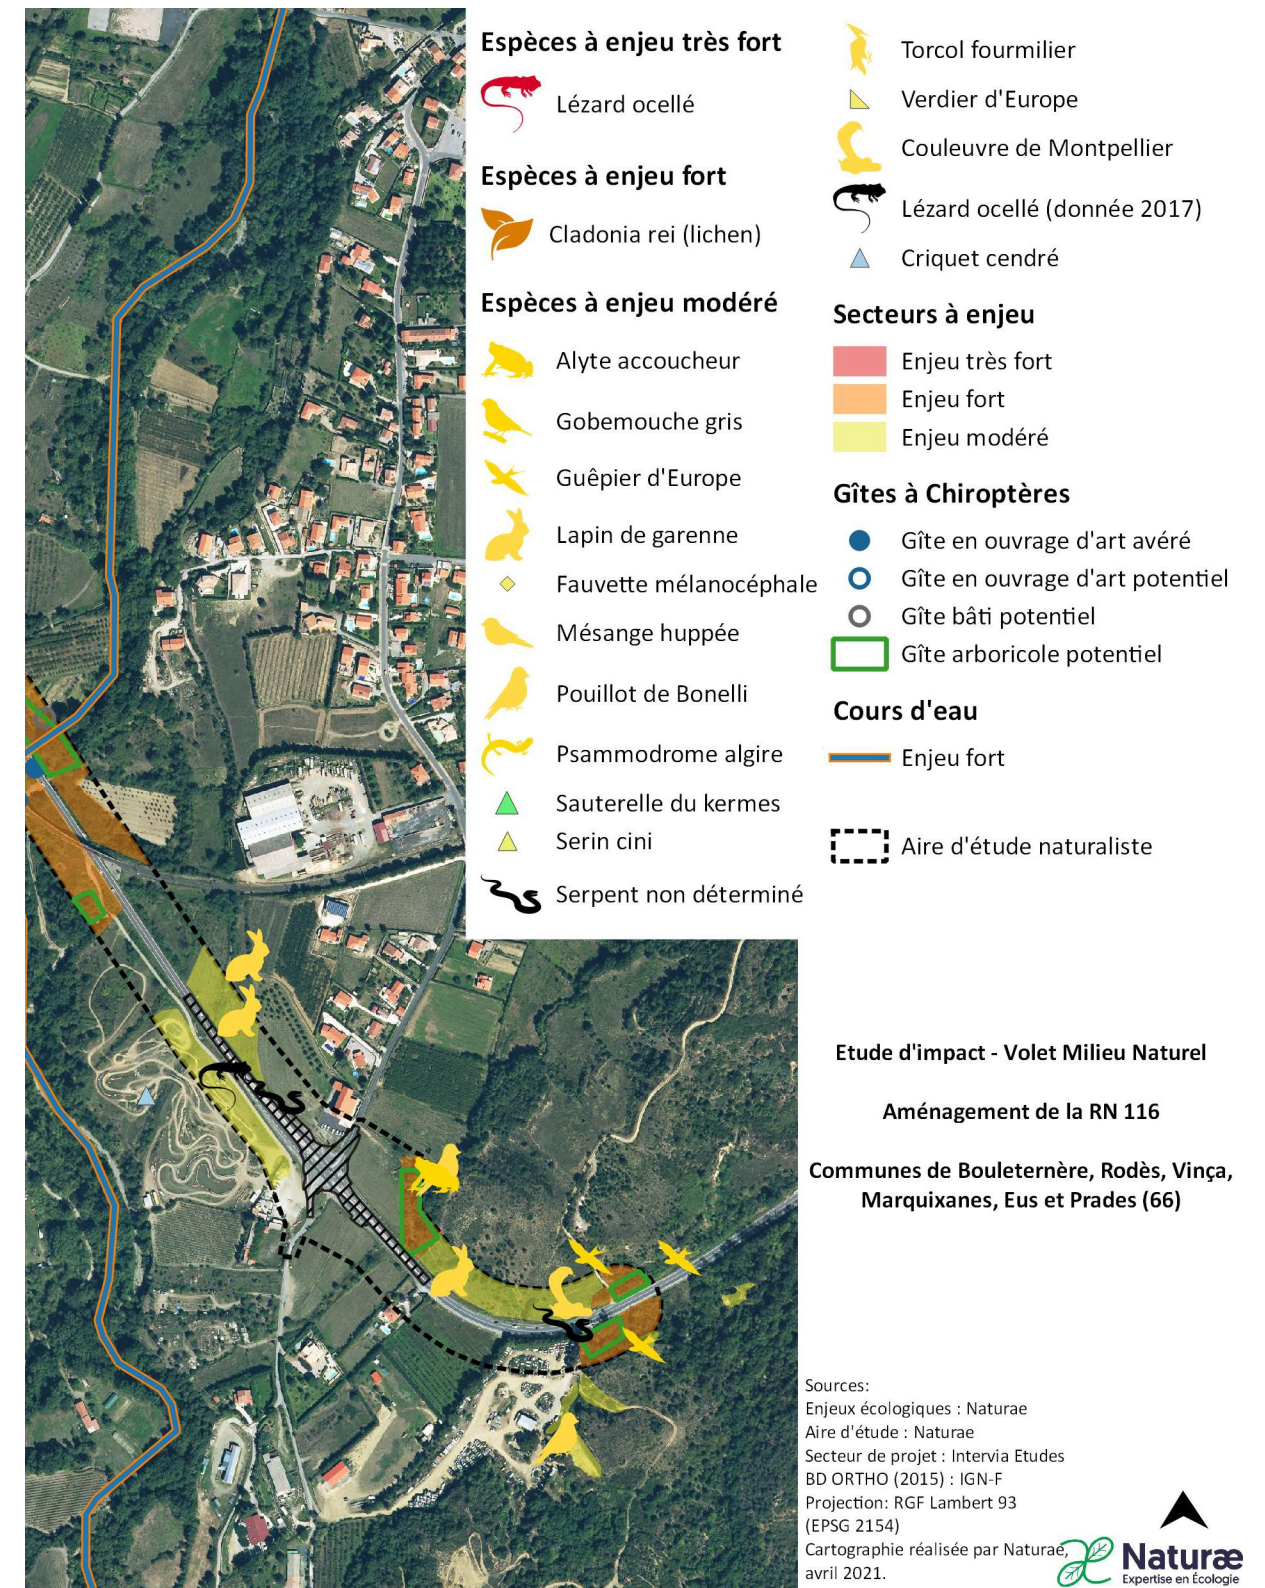 Espèces à enjeu très fort
Lézard ocellé
Espèces à enjeu fort
Cladonia rei (lichen)
Espèces à enjeu modéré
Alyte accoucheur
Gobemouche gris
Guêpier d'Europe
Lapin de garenne
Fauvette mélanocéphale
Mésange huppée
Pouillot de Bonelli
Psammodrome algire
Sauterelle du kermes
Serin cini
Serpent non déterminé
Torcol fourmilier
Verdier d'Europe
Couleuvre de Montpellier
Lézard ocellé (donnée 2017)
Criquet cendré
Secteurs à enjeu
Enjeu très fort
Enjeu fort
Enjeu modéré
Gîtes à Chiroptères
Gîte en ouvrage d'art avéré
Gîte en ouvrage d'art potentiel
Gîte bâti potentiel
Gîte arboricole potentiel
Cours d'eau
Enjeu fort
Aire d'étude naturaliste
Etude d'impact - Volet Milieu Naturel
Aménagement de la RN 116
Communes de Bouleternère, Rodès, Vinça,
Marquixanes, Eus et Prades (66)
Sources:
Enjeux écologiques : Naturae
Aire d'étude : Naturae
Secteur de projet : Intervia Etudes
BD ORTHO (2015) : IGN-F
Projection: RGF Lambert 93
(EPSG 2154)
Cartographie réalisée par Naturae,
avril 2021.
Naturæ
Expertise en Écologie